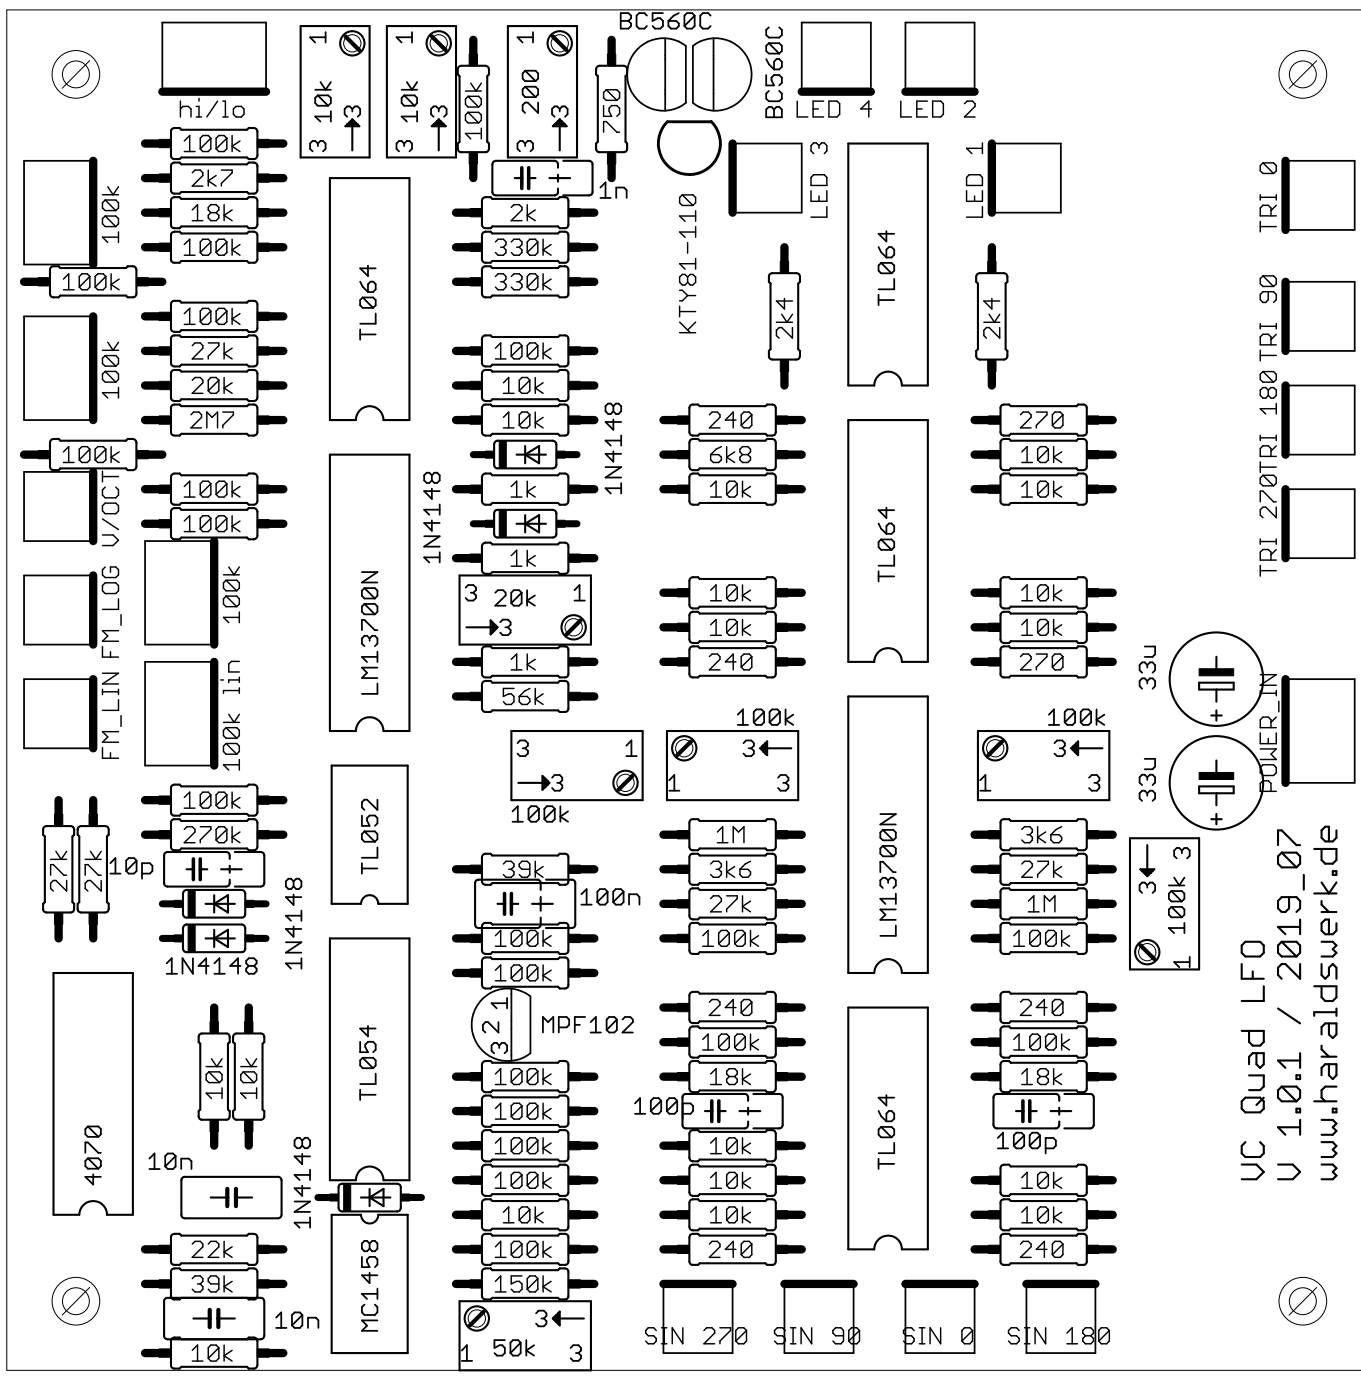 BC560C
BC560C
hi/lo
1
10k
3
3
1
10k
3
3
100k
1
200
3
3
750
LED 4
LED 2
100k
2k7
18k
100k
100k
100k
1n
2k
330k
330k
KTY81-110
LED 3
LED 1
TL064
TL064
TRI 0
TRI 90
TRI 180
TRI 270
100k
100k
27k
20k
2M7
100k
100k
10k
10k
1N4148
1N4148
1k
1k
2k4
2k4
240
6k8
10k
270
10k
10k
100k
V/OCT
100k
100k
FM_LOG
100k
FM_LIN
100k lin
LM13700N
3
20k
1
3
1k
56k
TL064
10k
10k
240
10k
10k
270
33u
33u
POWER_IN
3
1
3
100k
100k
3
1
3
100k
3
1
3
100k
270k
10p
27k
27k
1N4148
1N4148
TL052
39k
100n
100k
100k
LM13700N
1M
3k6
27k
100k
3k6
27k
1M
100k
3
3
100k
1
VC Quad LFO
V 1.0.1 / 2019_07
www.haraldswerk.de
4070
10k
10k
TL054
1
2
3
MPF102
100k
100k
100k
100k
10k
100k
150k
240
100k
18k
100p
10k
10k
10k
240
TL064
240
100k
18k
100p
10k
10k
240
10n
1N4148
22k
39k
10n
10k
MC1458
3
1
50k
3
SIN 270
SIN 90
SIN 0
SIN 180